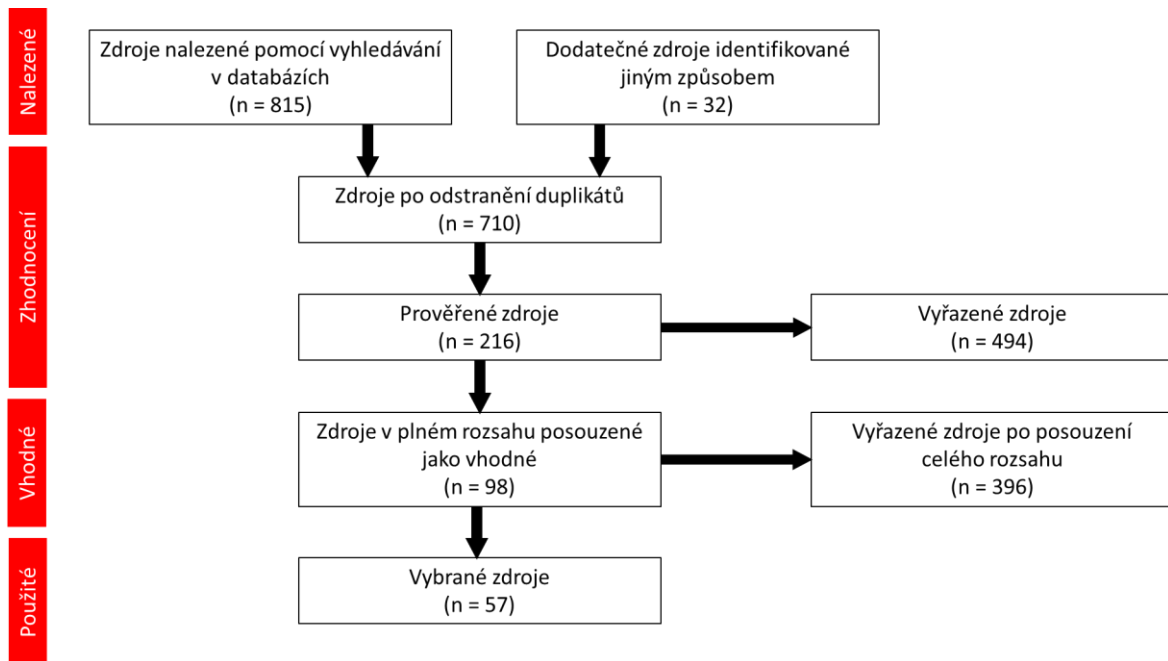 Nalezené
Zdroje nalezené pomocí vyhledávání
v databázích
(n = 815)
Dodatečné zdroje identifikované
jiným způsobem
(n = 32)
Zhodnocení
Zdroje po odstranění duplikátů
(n = 710)
Prověřené zdroje
(n = 216)
Vyřazené zdroje
(n = 494)
Vhodné
Zdroje v plném rozsahu posouzené
jako vhodné
(n = 98)
Vyřazené zdroje po posouzení
celého rozsahu
(n = 396)
Použité
Vybrané zdroje
(n = 57)